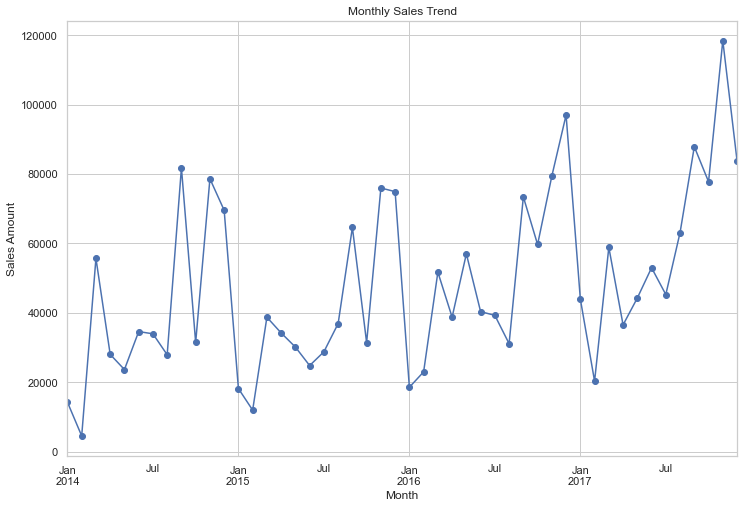 Monthly Sales Trend
120000
100000
80000
60000
40000
20000
0
Sales Amount
Jan Jul Jan Jul Jan Jul Jan Jul
2014 2015 2016 2017
Month